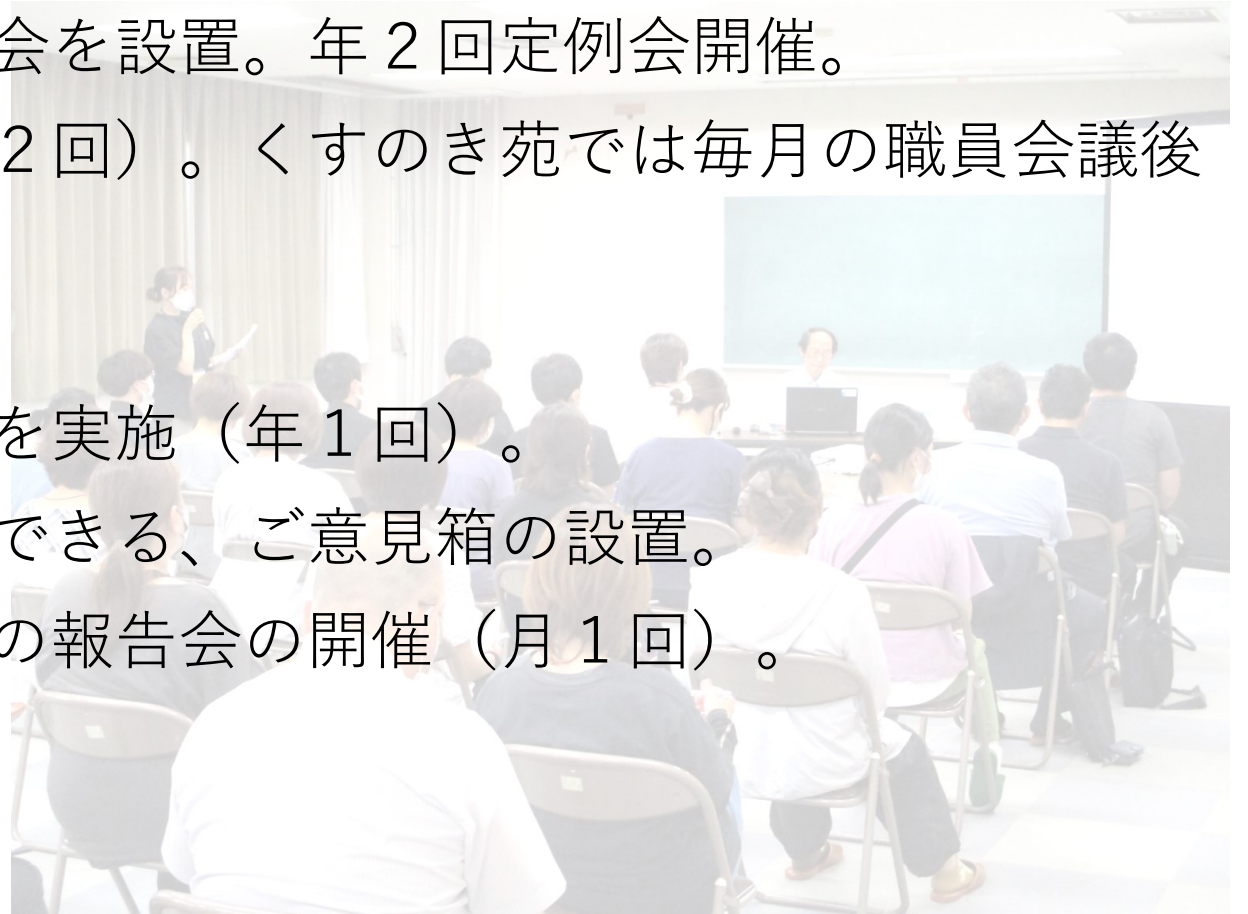 会を設置。年２回定例会開催。
２回）。くすのき苑では毎月の職員会議後
を実施（年１回）。
できる、ご意見箱の設置。
の報告会の開催（月１回）。